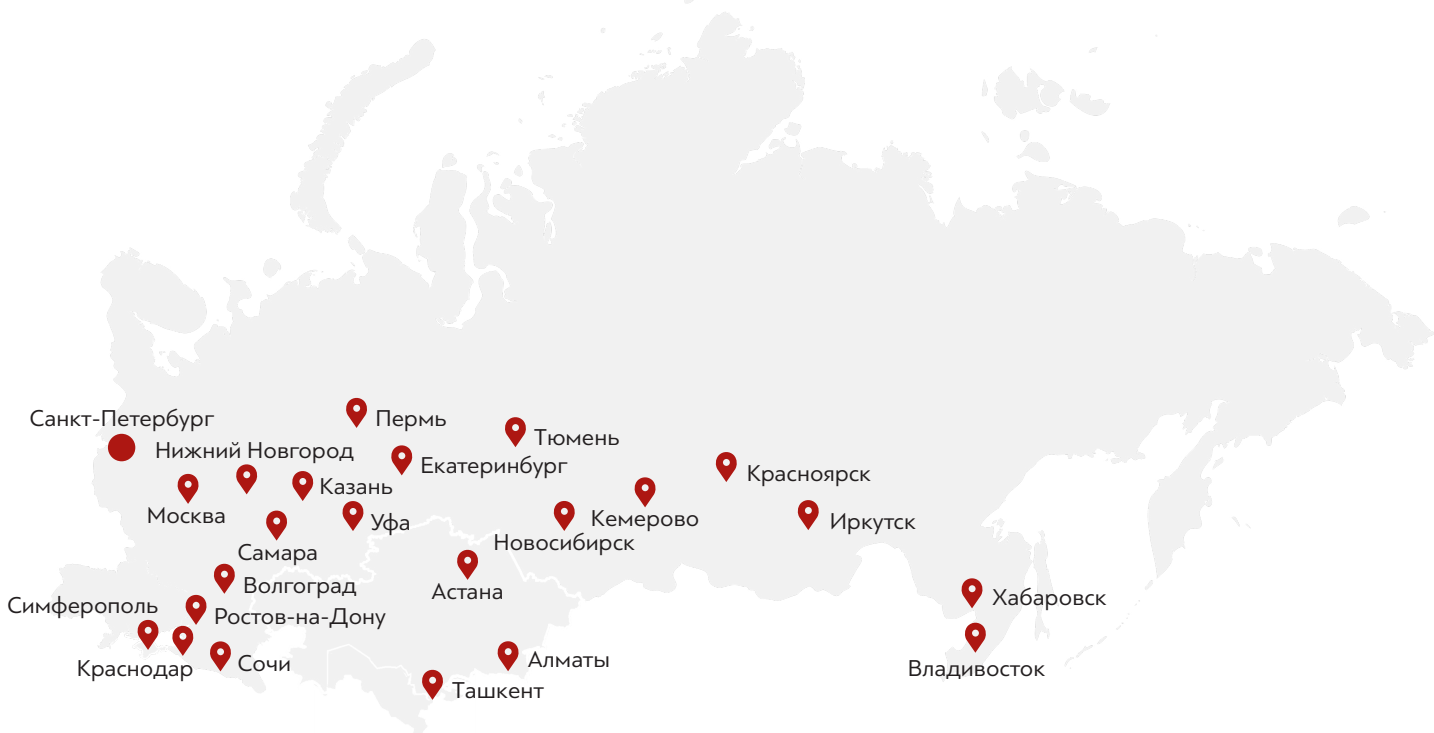 Санкт-Петербург
Пермь
Тюмень
Нижний Новгород
Екатеринбург
Красноярск
Казань
Москва
Уфа
Кемерово
Иркутск
Новосибирск
Самара
Волгоград
Астана
Хабаровск
Симферополь
Ростов-на-Дону
Краснодар
Сочи
Алматы
Владивосток
Ташкент